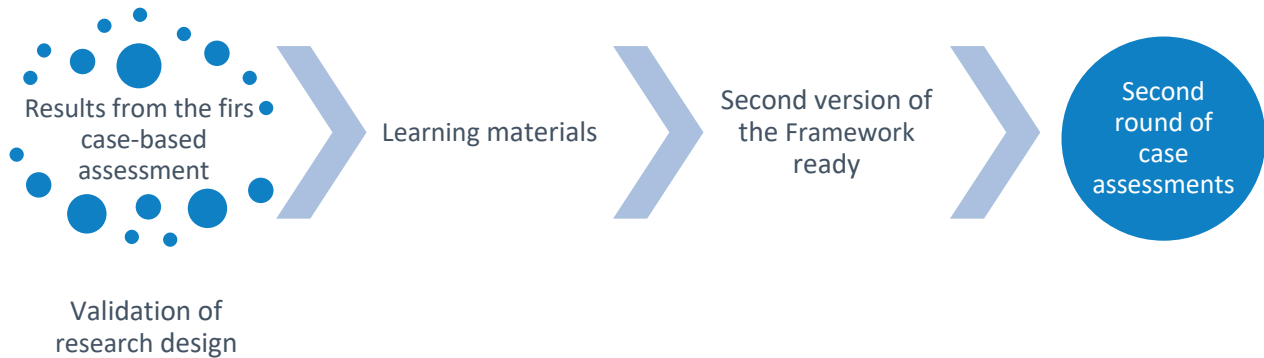 Results from the firs
case-based
assessment
Validation of
research design
Learning materials
Second version of
the Framework
ready
Second
round of
case
assessments